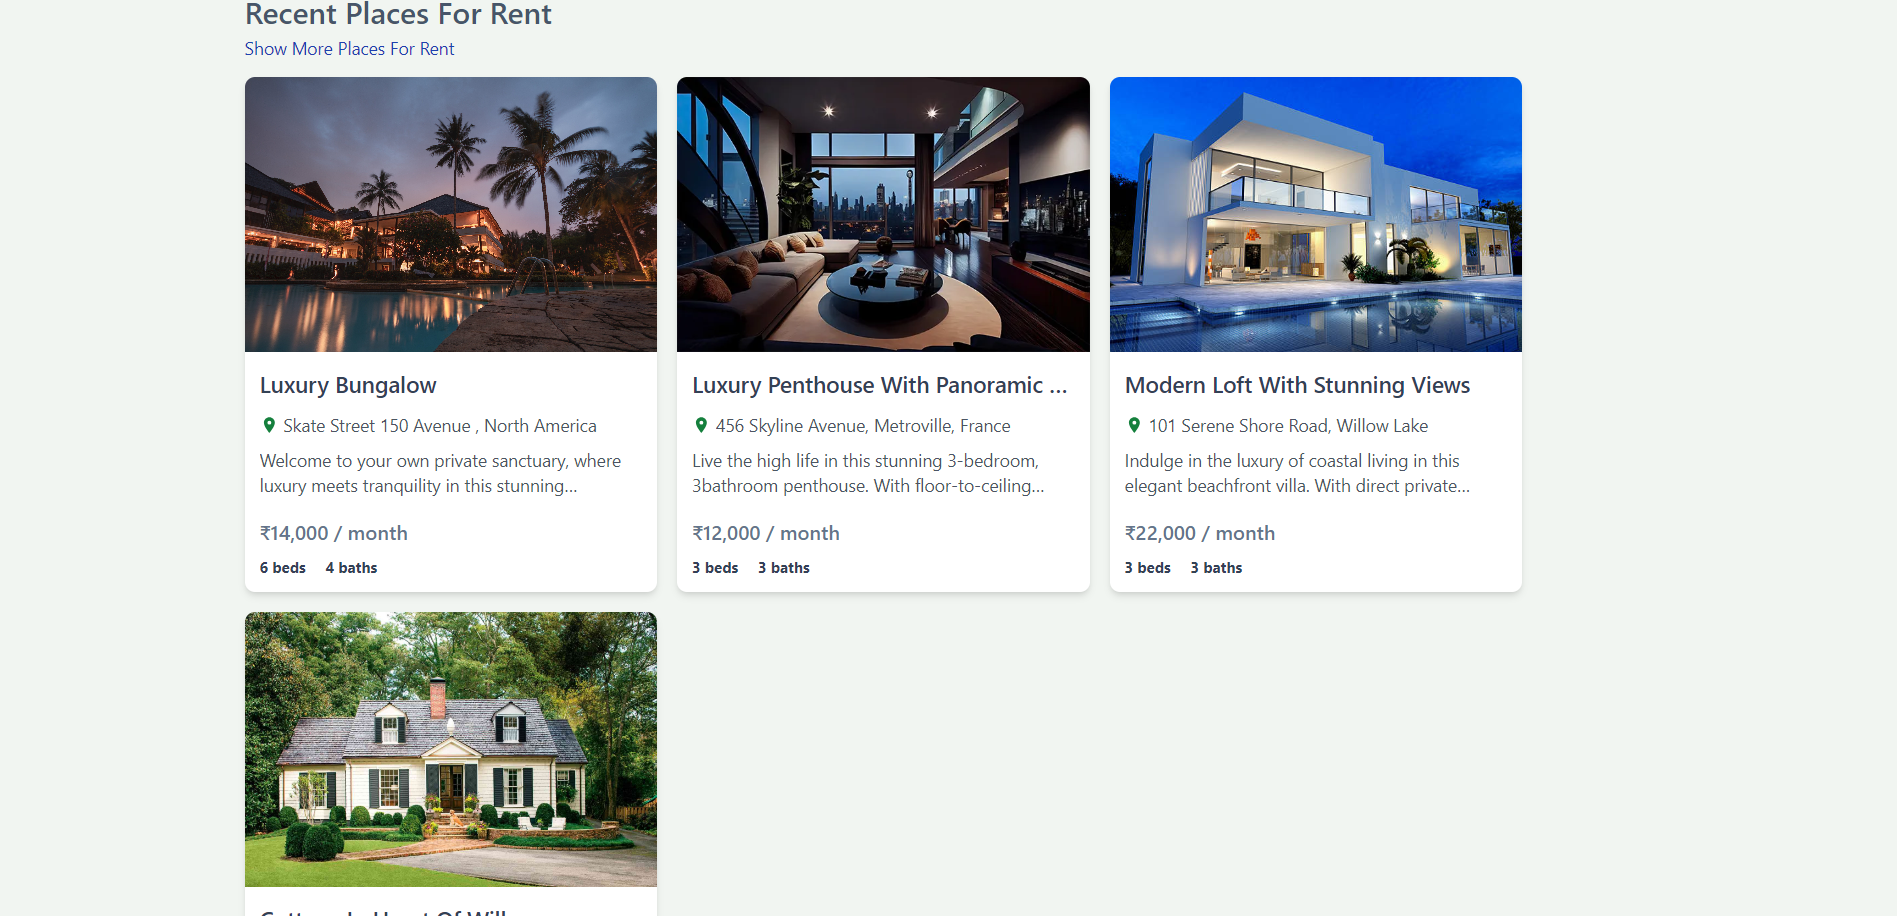 Recent Places For Rent
Show More Places For Rent
Luxury Bungalow
Skate Street 150 Avenue , North America
Welcome to your own private sanctuary, where
luxury meets tranquility in this stunning...
₹14,000 / month
6 beds 4 baths
Luxury Penthouse With Panoramic ...
456 Skyline Avenue, Metroville, France
Live the high life in this stunning 3-bedroom,
3bathroom penthouse. With floor-to-ceiling...
₹12,000 / month
3 beds 3 baths
Modern Loft With Stunning Views
101 Serene Shore Road, Willow Lake
Indulge in the luxury of coastal living in this
elegant beachfront villa. With direct private...
₹22,000 / month
3 beds 3 baths